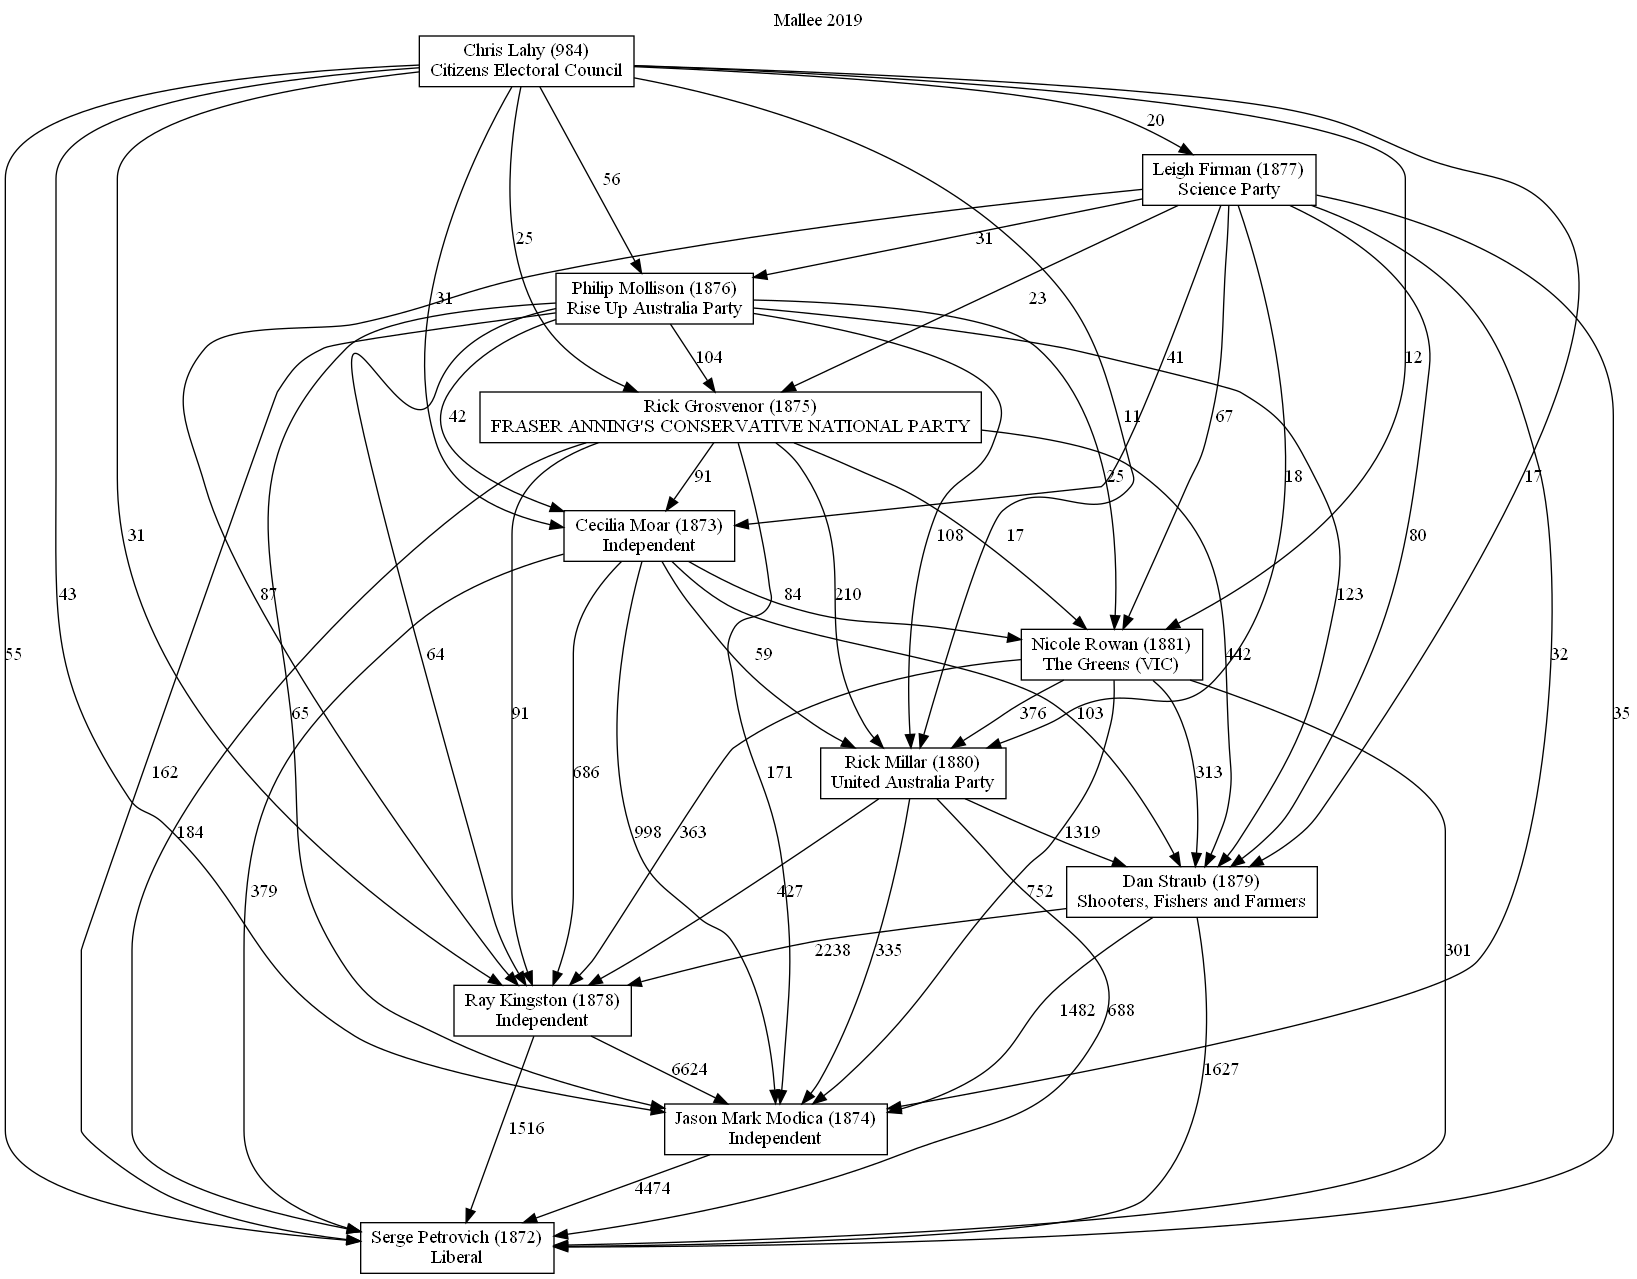 Mallee 2019
Chris Lahy (984)
Citizens Electoral Council
20
Leigh Firman (1877)
Science Party
56
25
31
31
23
Philip Mollison (1876)
Rise Up Australia Party
104
41
12
42
11
67
25
18
17
Rick Grosvenor (1875)
FRASER ANNING'S CONSERVATIVE NATIONAL PARTY
91
Cecilia Moar (1873)
Independent
31
108
17
80
43
87
84
210
123
55
64
59
442
32
Nicole Rowan (1881)
The Greens (VIC)
65
91
376
103
35
162
686
171
313
Rick Millar (1880)
United Australia Party
184
998
363
1319
379
427
752
Dan Straub (1879)
Shooters, Fishers and Farmers
2238
335
301
Ray Kingston (1878)
Independent
6624
1482
688
1627
Jason Mark Modica (1874)
Independent
1516
4474
Serge Petrovich (1872)
Liberal